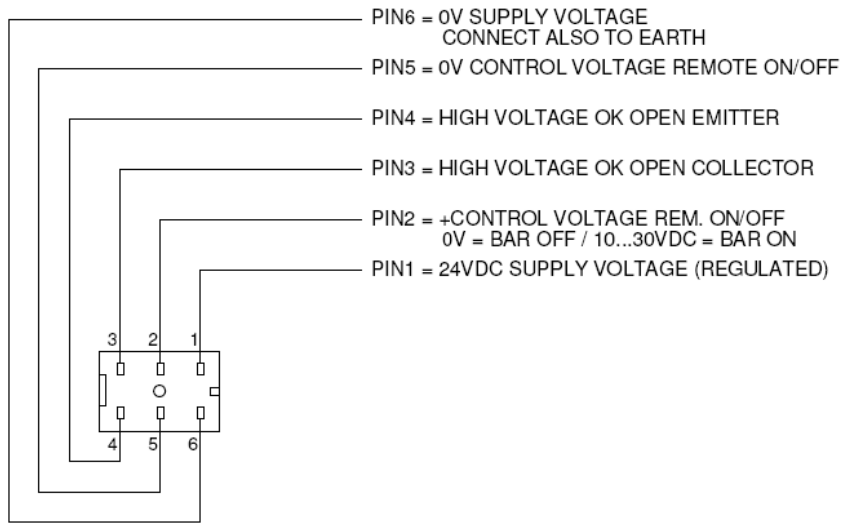 PIN6 = 0V SUPPLY VOLTAGE
CONNECT ALSO TO EARTH
PIN5 = 0V CONTROL VOLTAGE REMOTE ON/OFF
PIN4 = HIGH VOLTAGE OK OPEN EMITTER
PIN3 = HIGH VOLTAGE OK OPEN COLLECTOR
PIN2 = +CONTROL VOLTAGE REM. ON/OFF
0V = BAR OFF / 10...30VDC = BAR ON
PIN1 = 24VDC SUPPLY VOLTAGE (REGULATED)
3 2 1
4 5 6